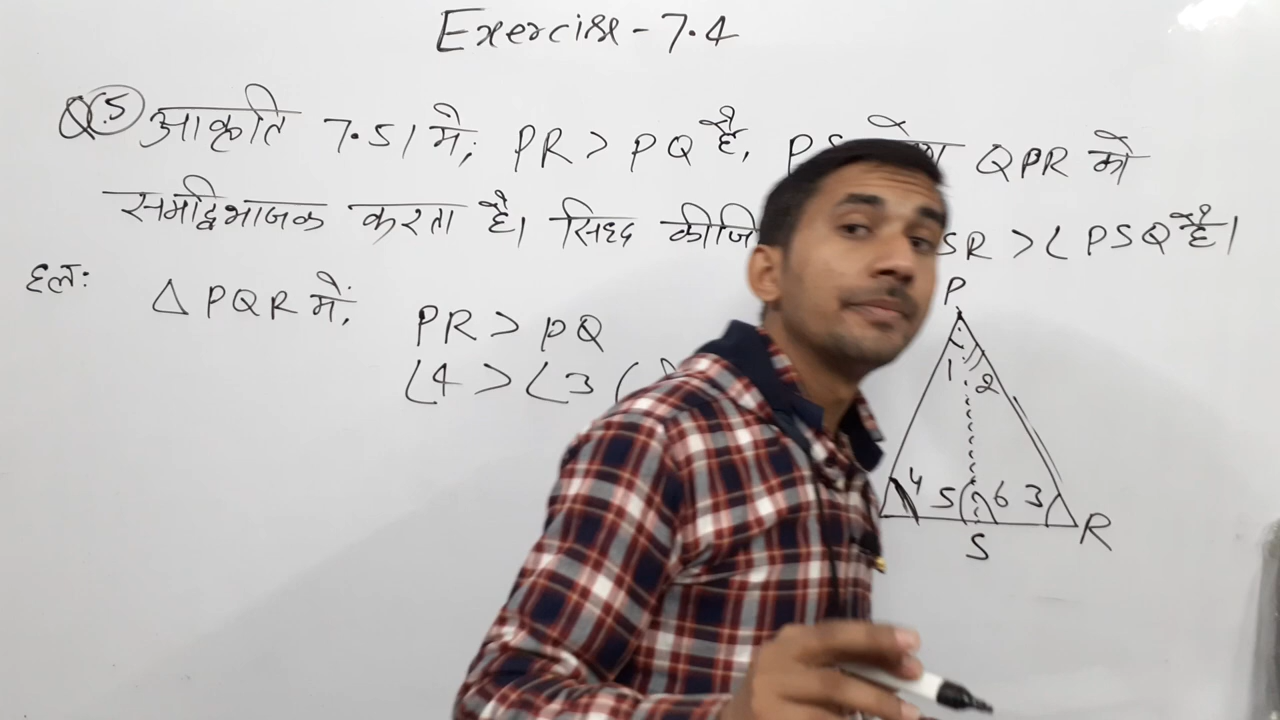 Exercise-7.4
Q.5 आकृति 7.51 में, PR > PQ है, QPR को
समद्विभाजक करता है। सिध्द SR > ∠PSQ है।
हल: △PQR में, PR > PQ
∠4 > ∠3 (
P
1 2
4 5 6 3
S R